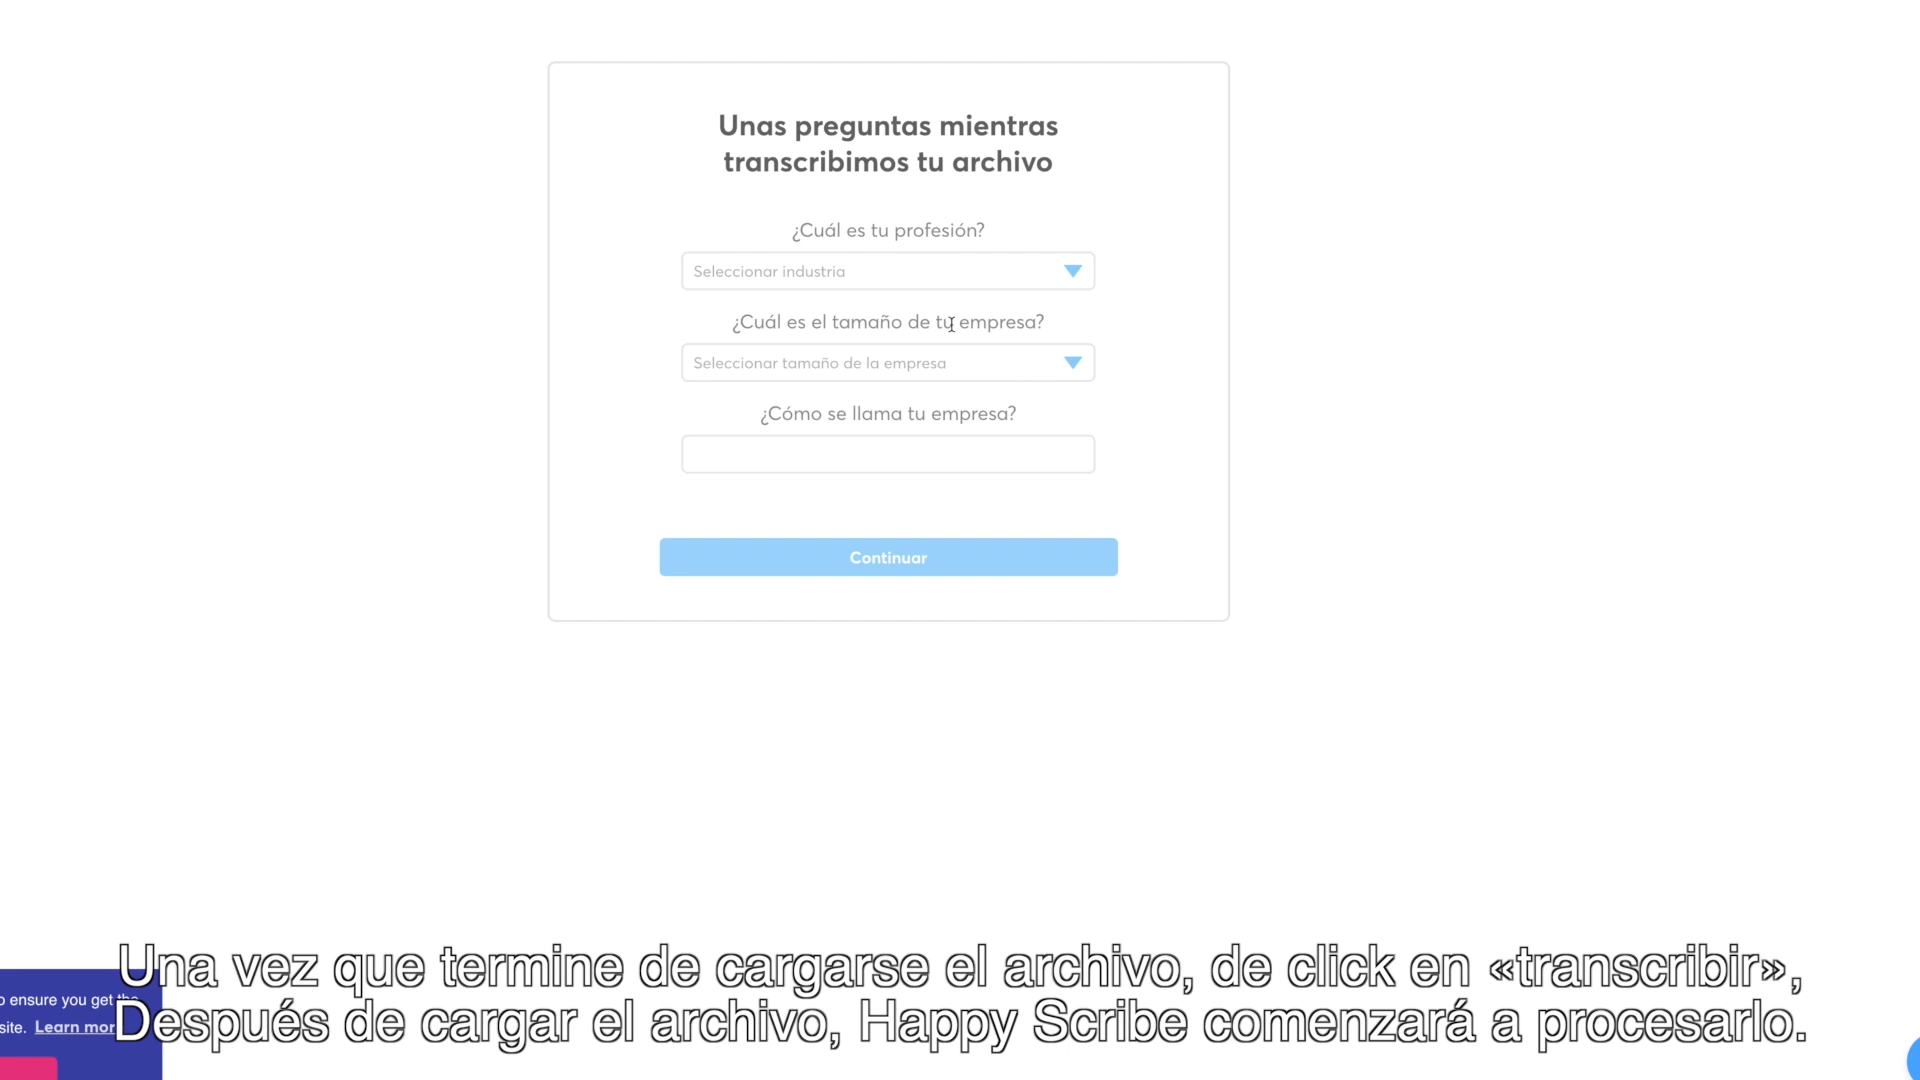 Unas preguntas mientras
transcribimos tu archivo
¿Cuál es tu profesión?
Seleccionar industria
¿Cuál es el tamaño de tu empresa?
Seleccionar tamaño de la empresa
¿Cómo se llama tu empresa?
Continuar
o ensure you get the
site. Learn mor
Una vez que termine de cargarse el archivo, de click en «transcribir»,
Después de cargar el archivo, Happy Scribe comenzará a procesarlo.